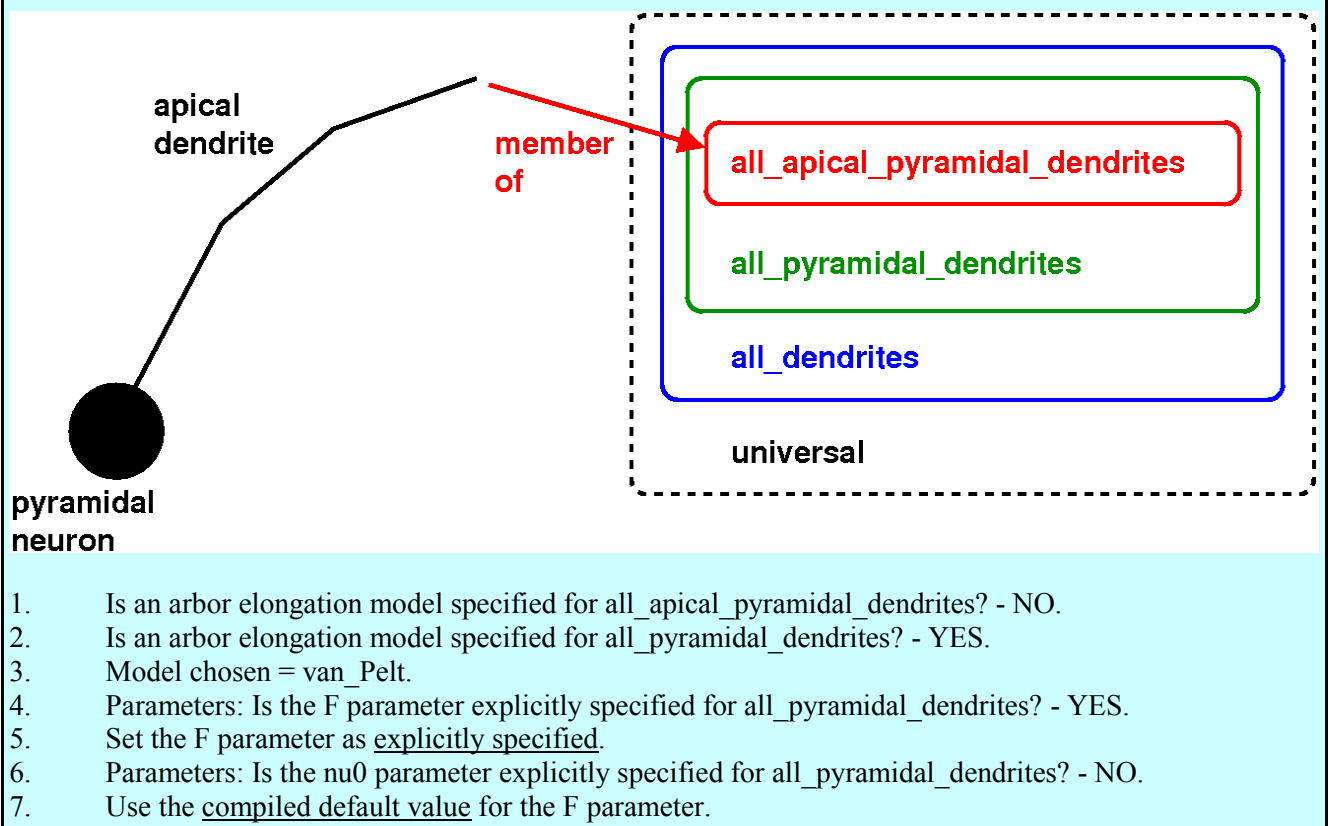 apical
dendrite
member
of
all_apical_pyramidal_dendrites
all_pyramidal_dendrites
all_dendrites
universal
pyramidal
neuron
1. Is an arbor elongation model specified for all_apical_pyramidal_dendrites? - NO.
2. Is an arbor elongation model specified for all_pyramidal_dendrites? - YES.
3. Model chosen = van_Pelt.
4. Parameters: Is the F parameter explicitly specified for all_pyramidal_dendrites? - YES.
5. Set the F parameter as explicitly specified.
6. Parameters: Is the nu0 parameter explicitly specified for all_pyramidal_dendrites? - NO.
7. Use the compiled default value for the F parameter.